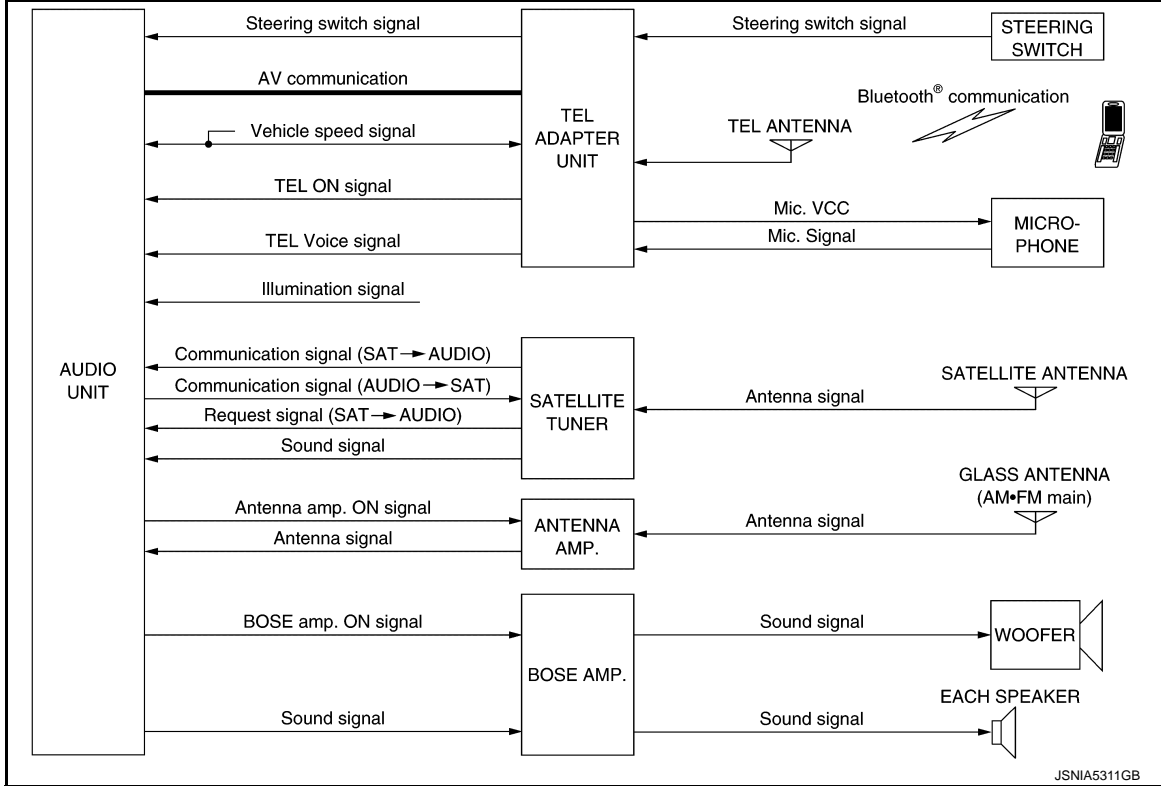 Steering switch signal
Steering switch signal
STEERING
SWITCH
AV communication
Bluetooth® communication
TEL ANTENNA
TEL
ADAPTER
UNIT
Vehicle speed signal
TEL ON signal
Mic. VCC
Mic. Signal
MICRO-
PHONE
TEL Voice signal
Illumination signal
AUDIO
UNIT
Communication signal (SAT→AUDIO)
Communication signal (AUDIO→SAT)
Request signal (SAT→AUDIO)
Sound signal
SATELLITE
TUNER
Antenna signal
SATELLITE ANTENNA
GLASS ANTENNA
(AM•FM main)
Antenna amp. ON signal
Antenna signal
ANTENNA
AMP.
Antenna signal
BOSE amp. ON signal
Sound signal
BOSE AMP.
Sound signal
WOOFER
EACH SPEAKER
Sound signal
JSNIA5311GB